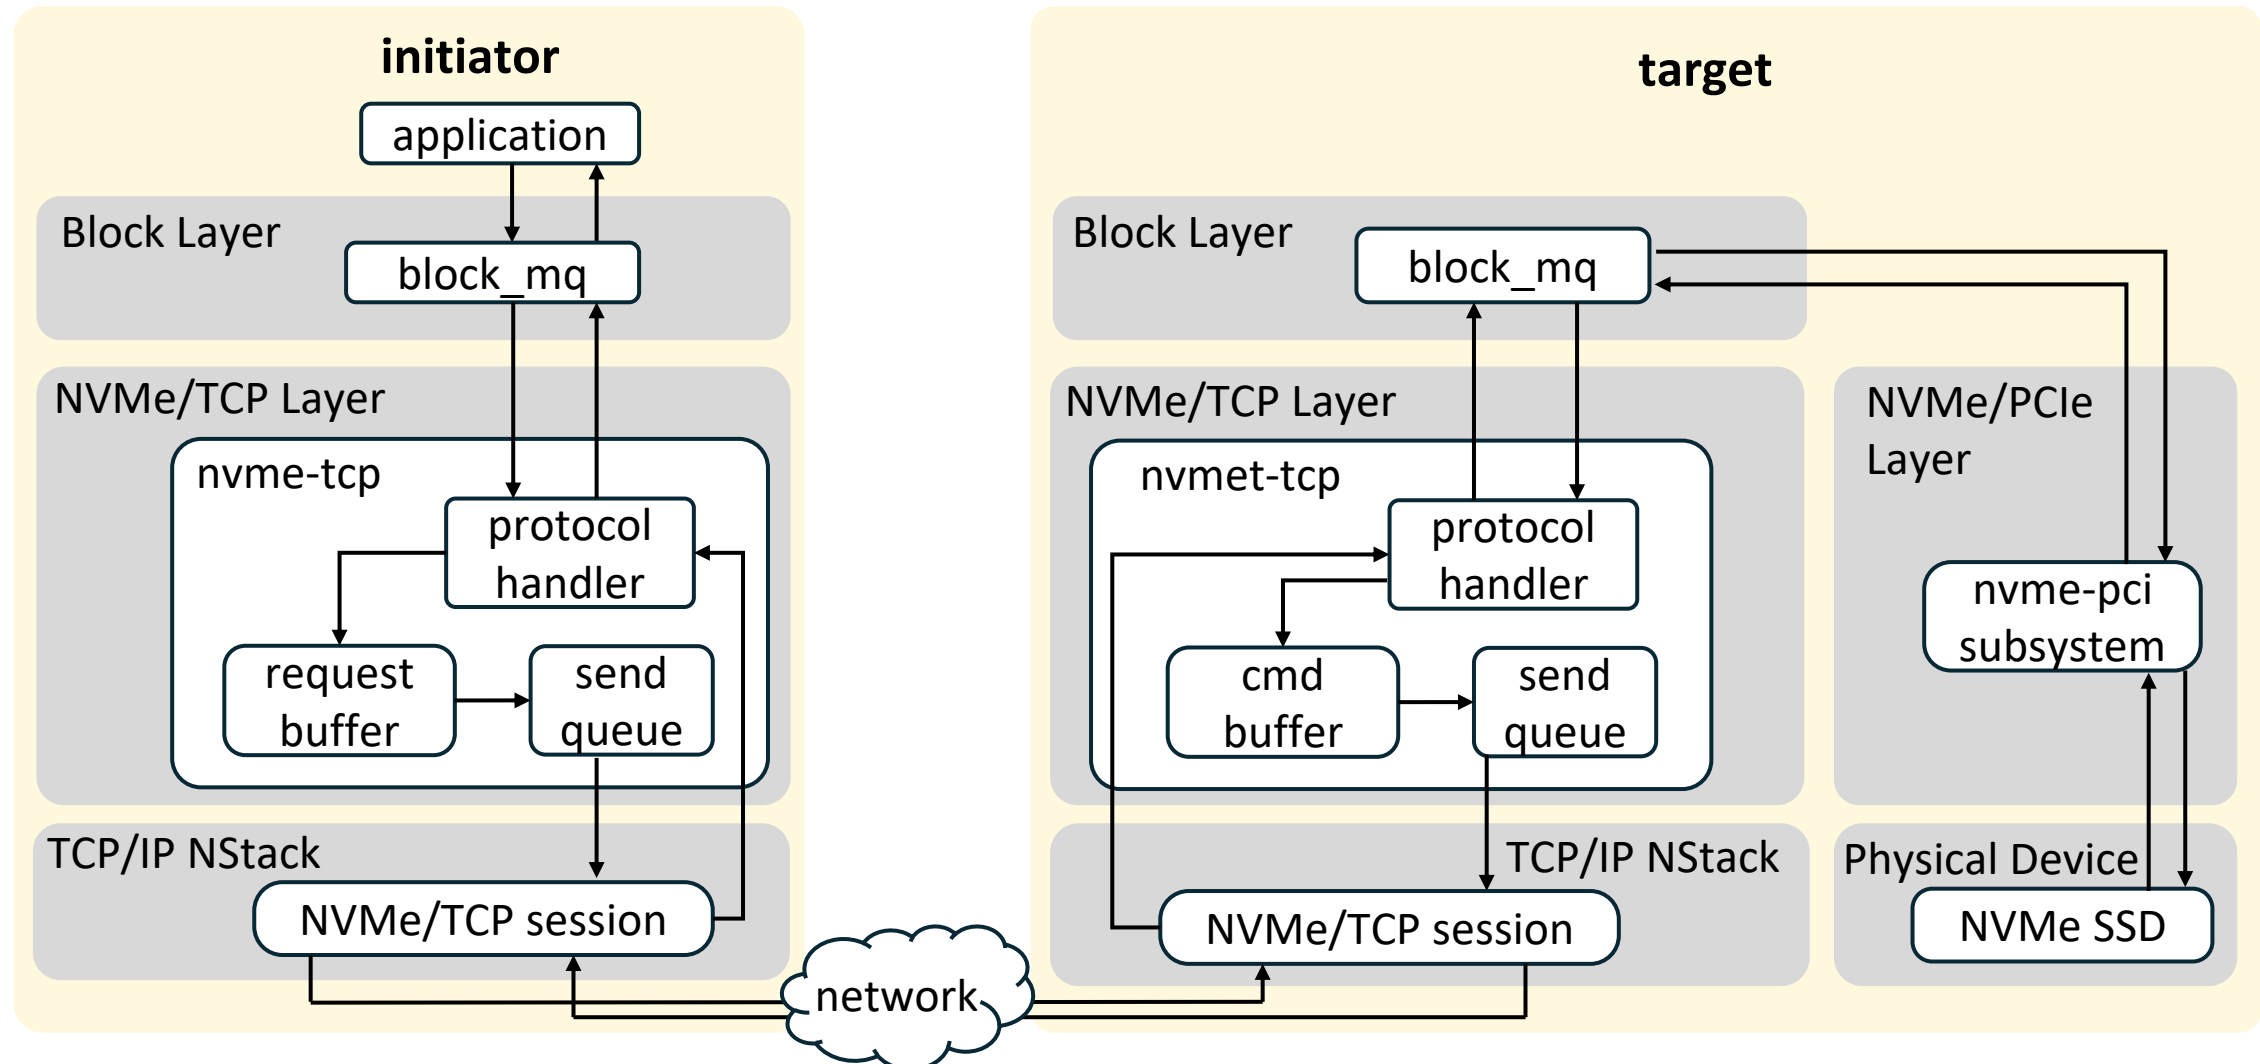 initiator
application
Block Layer
block_mq
NVMe/TCP Layer
nvme-tcp
protocol
handler
request
buffer
send
queue
TCP/IP NStack
NVMe/TCP session
network
target
Block Layer
block_mq
NVMe/TCP Layer
nvmet-tcp
protocol
handler
cmd
buffer
send
queue
TCP/IP NStack
NVMe/TCP session
NVMe/PCIe
Layer
nvme-pci
subsystem
Physical Device
NVMe SSD